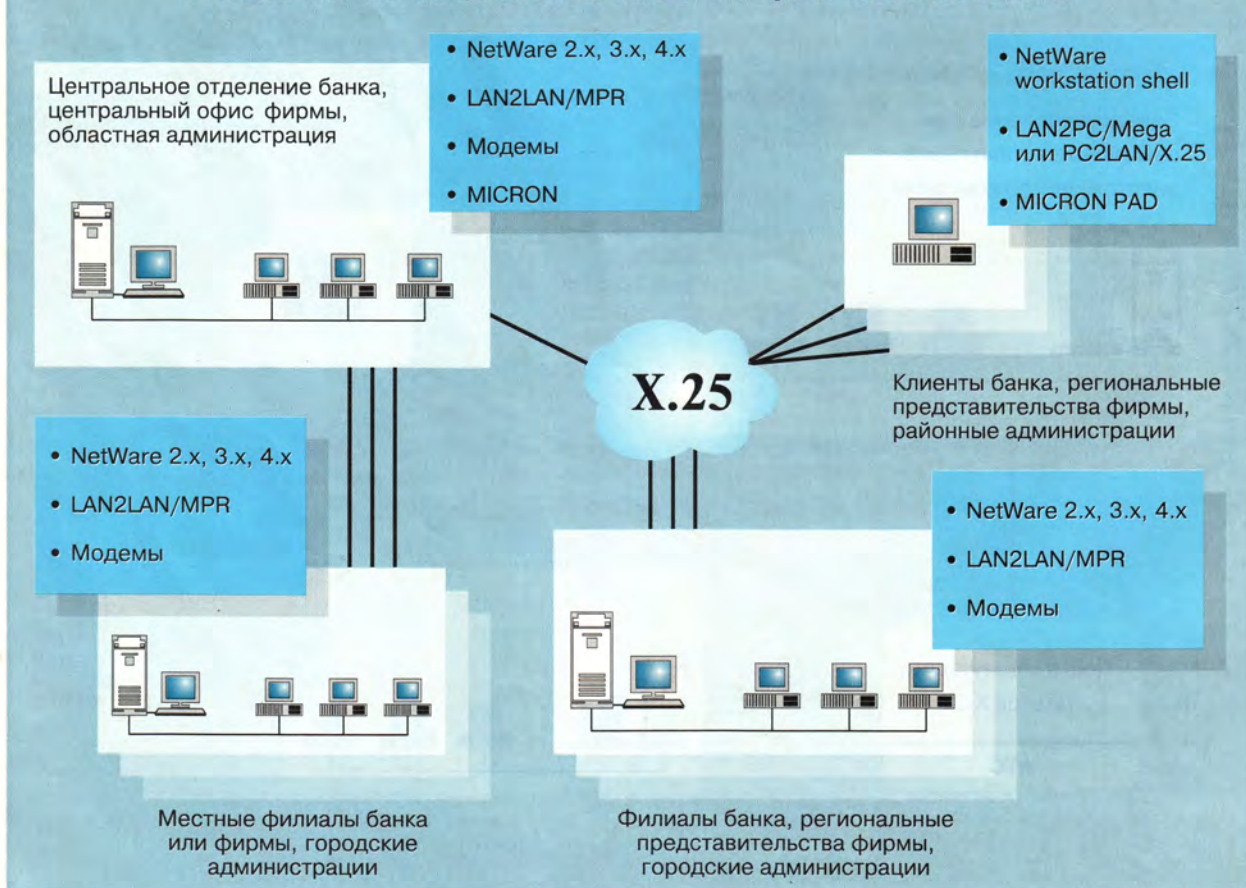 Центральное отделение банка,
центральный офис фирмы,
областная администрация
• NetWare 2.x, 3.x, 4.x
• LAN2LAN/MPR
• Модемы
• MICRON
• NetWare
workstation shell
• LAN2PC/Mega
или PC2LAN/X.25
• MICRON PAD
X.25
Клиенты банка, региональные
представительства фирмы,
районные администрации
• NetWare 2.x, 3.x, 4.x
• LAN2LAN/MPR
• Модемы
• NetWare 2.x, 3.x, 4.x
• LAN2LAN/MPR
• Модемы
Местные филиалы банка
или фирмы, городские
администрации
Филиалы банка, региональные
представительства фирмы,
городские администрации